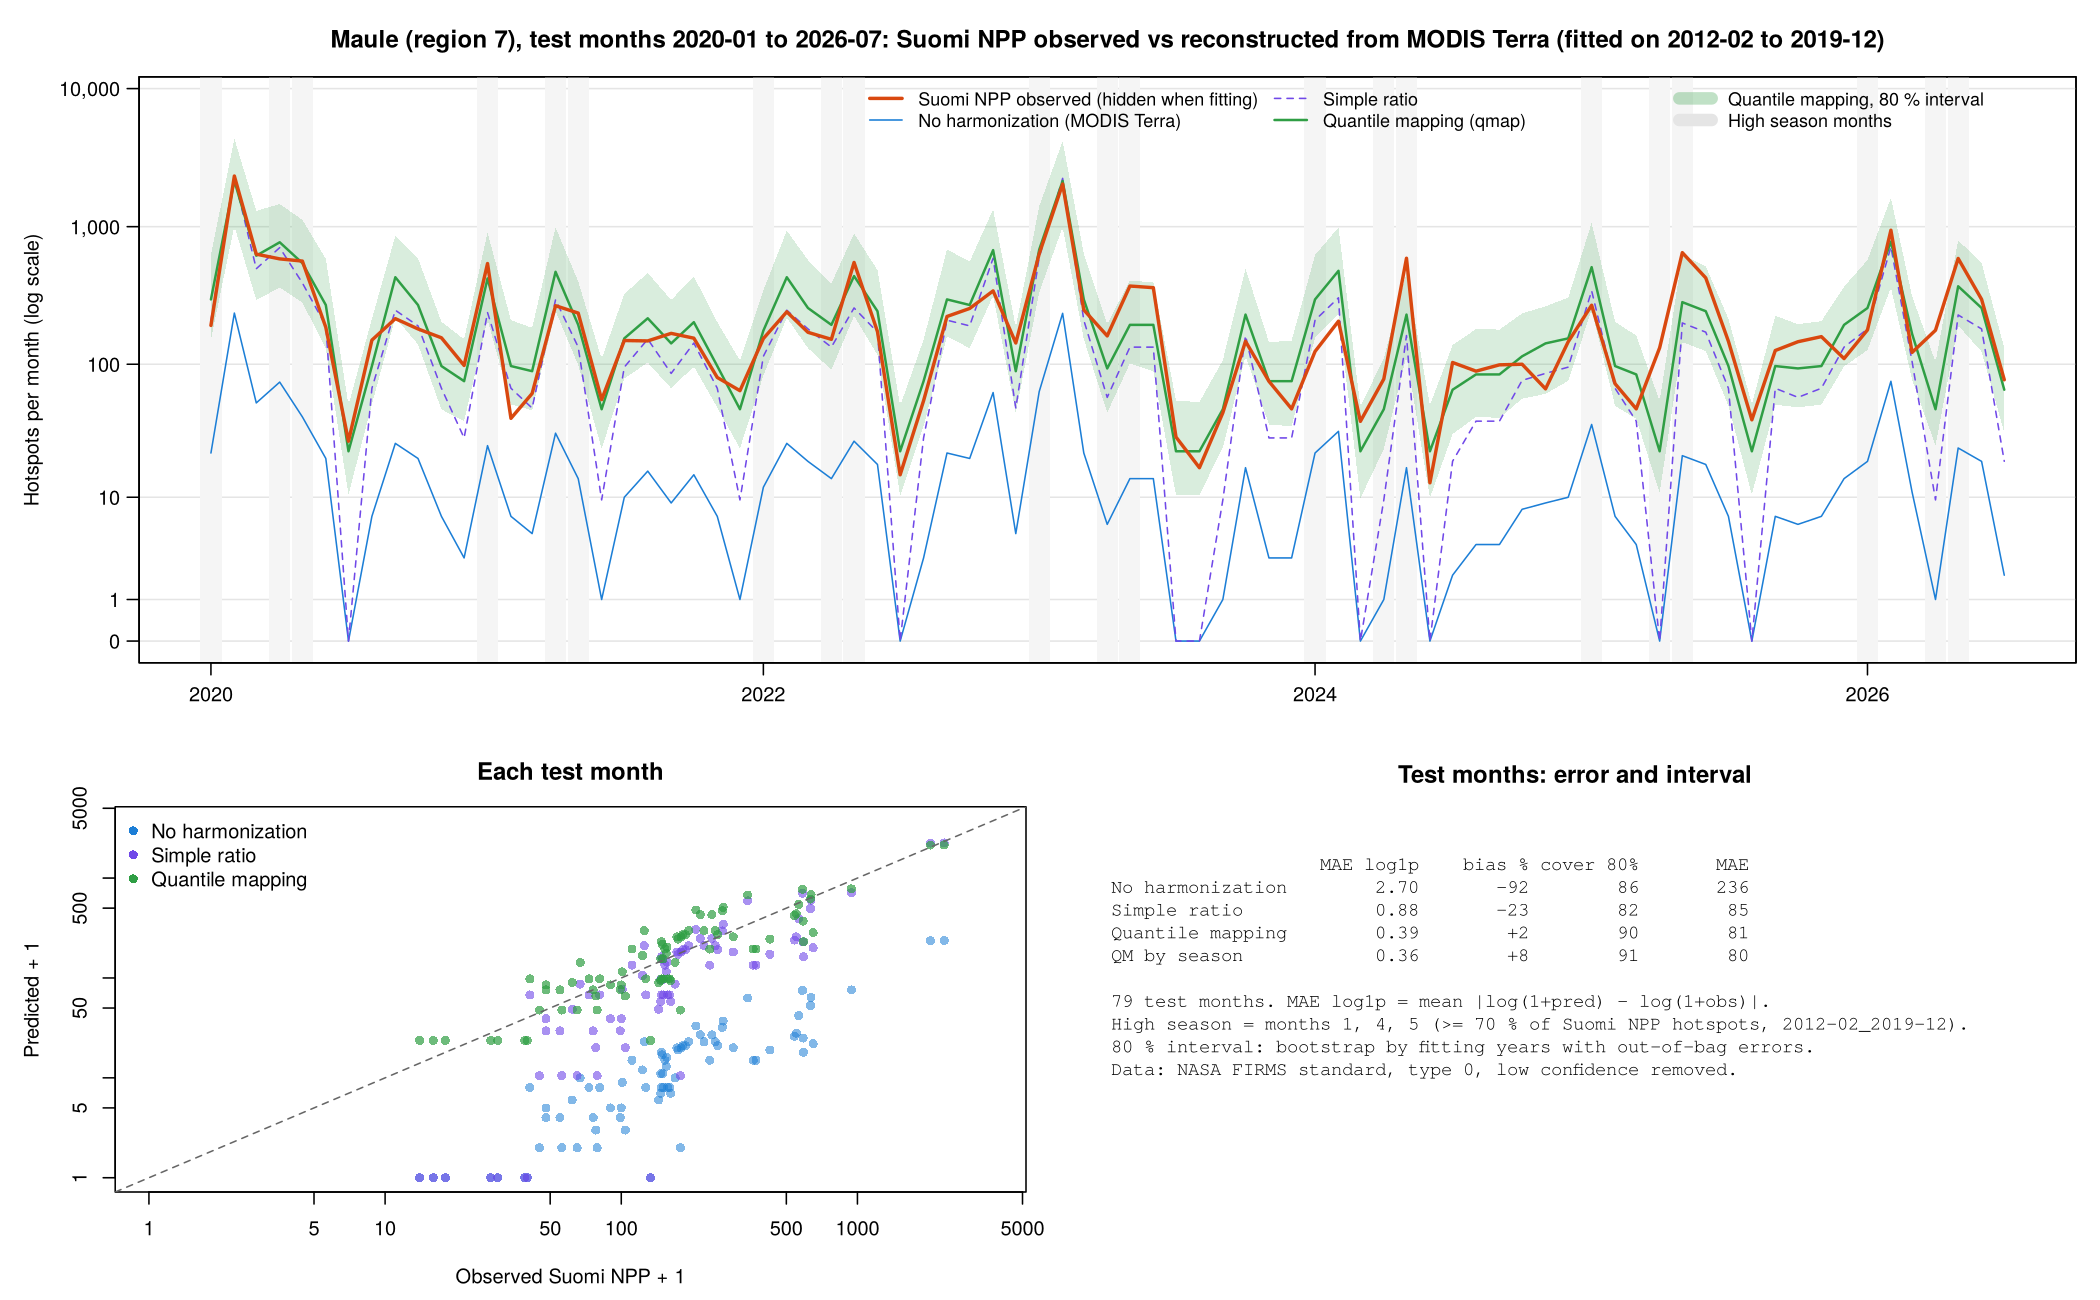 Maule (region 7), test months 2020-01 to 2026-07: Suomi NPP observed vs reconstructed from MODIS Terra (fitted on 2012-02 to 2019-12)
Hotspots per month (log scale)
10,000
1,000
100
10
1
0
Suomi NPP observed (hidden when fitting)
No harmonization (MODIS Terra)
Simple ratio
Quantile mapping (qmap)
Quantile mapping, 80 % interval
High season months
2020 2022 2024 2026
Each test month
Predicted + 1
5000
500
50
5
1
No harmonization
Simple ratio
Quantile mapping
1 5 10 50 100 500 1000 5000
Observed Suomi NPP + 1
Test months: error and interval
MAE log1p bias % cover 80% MAE
No harmonization 2.70 -92 86 236
Simple ratio 0.88 -23 82 85
Quantile mapping 0.39 +2 90 81
QM by season 0.36 +8 91 80
79 test months. MAE log1p = mean |log(1+pred) - log(1+obs)|.
High season = months 1, 4, 5 (>= 70 % of Suomi NPP hotspots, 2012-02_2019-12).
80 % interval: bootstrap by fitting years with out-of-bag errors.
Data: NASA FIRMS standard, type 0, low confidence removed.